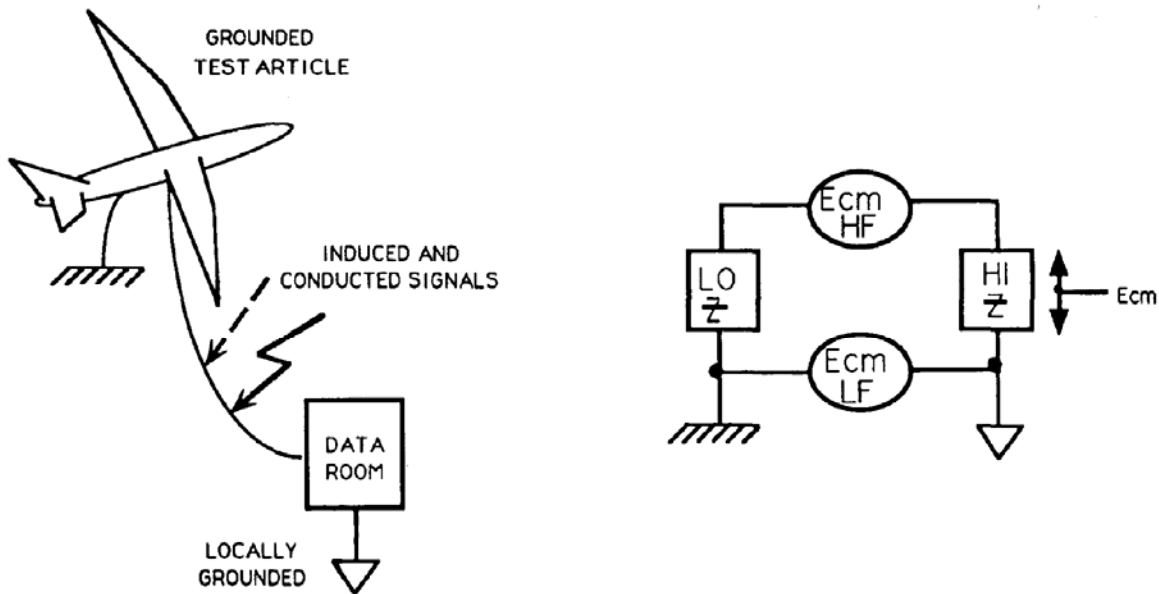 GROUNDED
TEST ARTICLE
INDUCED AND
CONDUCTED SIGNALS
DATA
ROOM
LOCALLY
GROUNDED
Ecm
HF
LO
Z
HI
Z
Ecm
Ecm
LF